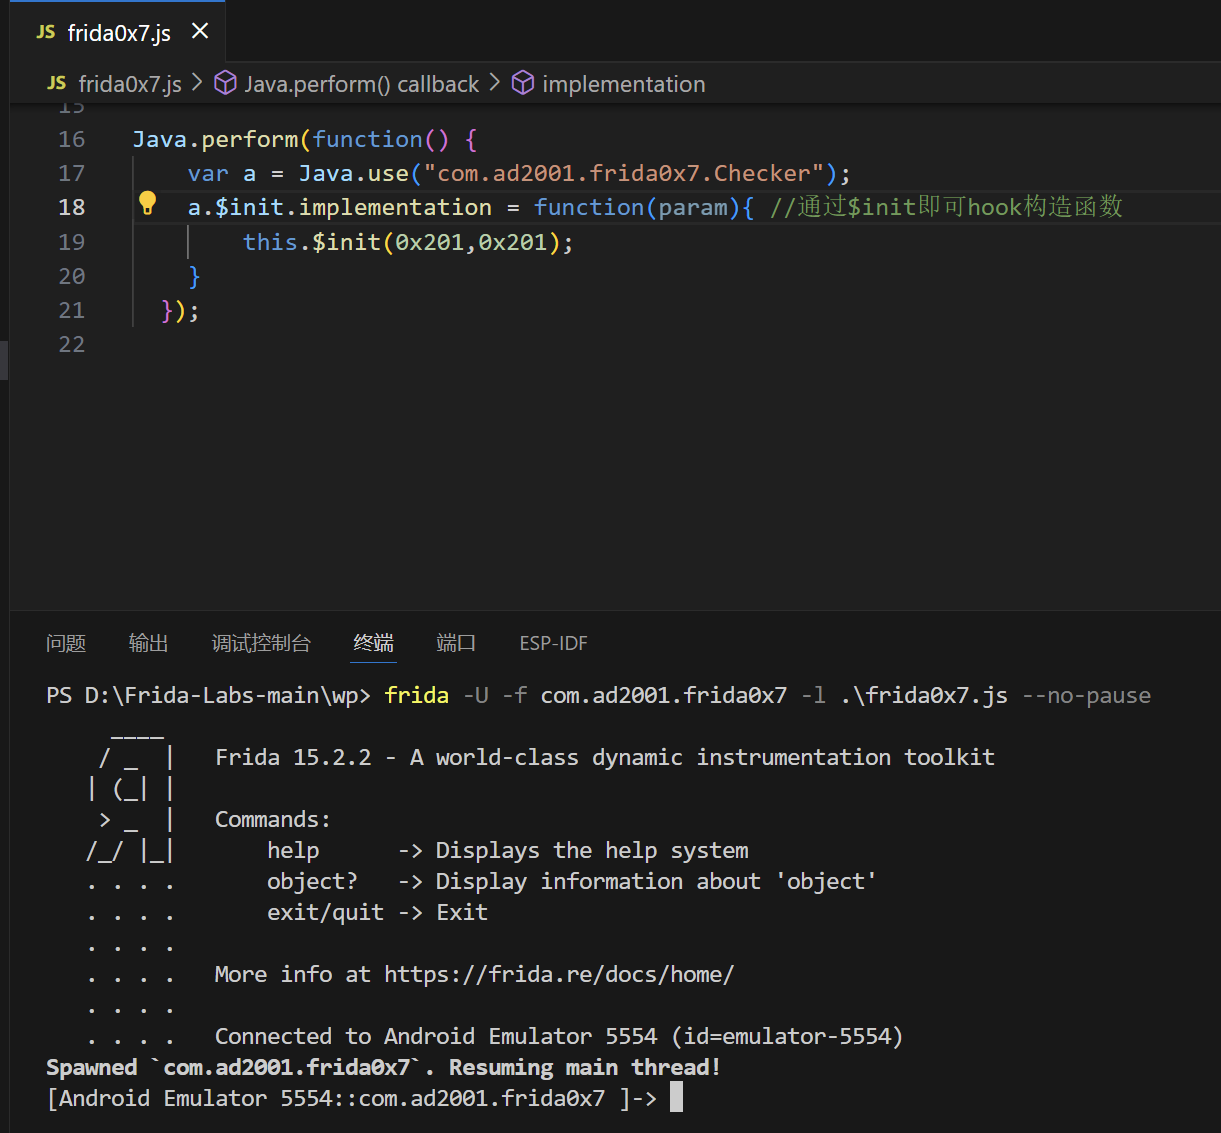 JS frida0x7.js ×
JS frida0x7.js > Java.perform() callback > implementation
15
16 Java.perform(function() {
17 var a = Java.use("com.ad2001.frida0x7.Checker");
18 a.$init.implementation = function(param){ //通过$init即可hook构造函数
19 this.$init(0x201,0x201);
20 }
21 });
22
问题 输出 调试控制台 终端 端口 ESP-IDF
PS D:\Frida-Labs-main\wp> frida -U -f com.ad2001.frida0x7 -l .\frida0x7.js --no-pause
____
/ _ | Frida 15.2.2 - A world-class dynamic instrumentation toolkit
| (_| |
> _ | Commands:
/_/ |_| help -> Displays the help system
. . . . object? -> Display information about 'object'
. . . . exit/quit -> Exit
. . . .
. . . . More info at https://frida.re/docs/home/
. . . .
. . . . Connected to Android Emulator 5554 (id=emulator-5554)
Spawned `com.ad2001.frida0x7`. Resuming main thread!
[Android Emulator 5554::com.ad2001.frida0x7 ]->